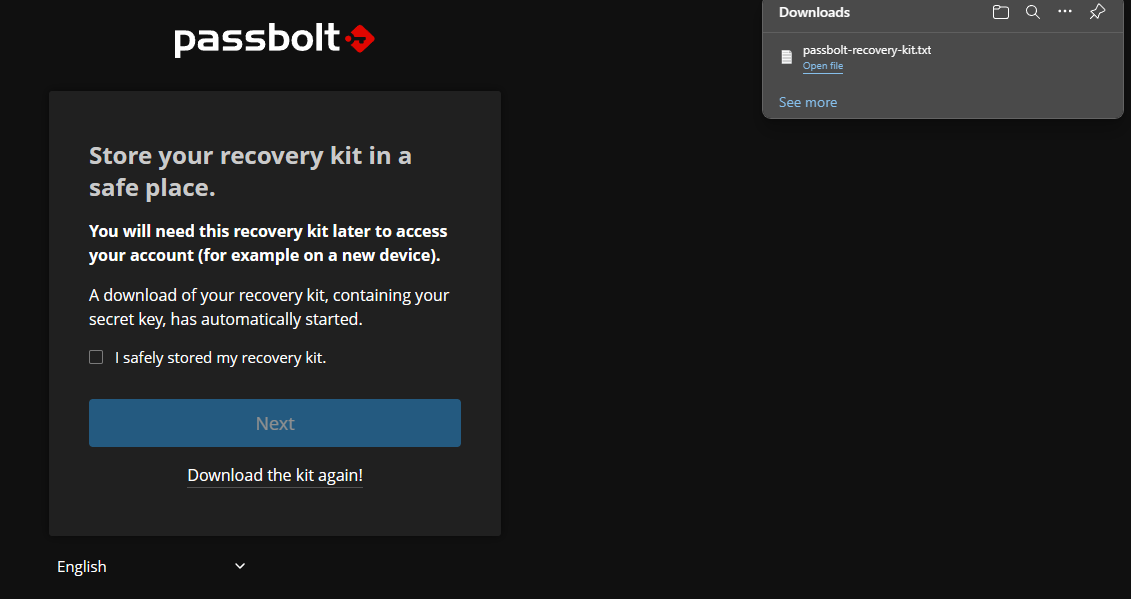 passbolt
Downloads
passbolt-recovery-kit.txt
Open file
See more
Store your recovery kit in a
safe place.
You will need this recovery kit later to access
your account (for example on a new device).
A download of your recovery kit, containing your
secret key, has automatically started.
I safely stored my recovery kit.
Next
Download the kit again!
English